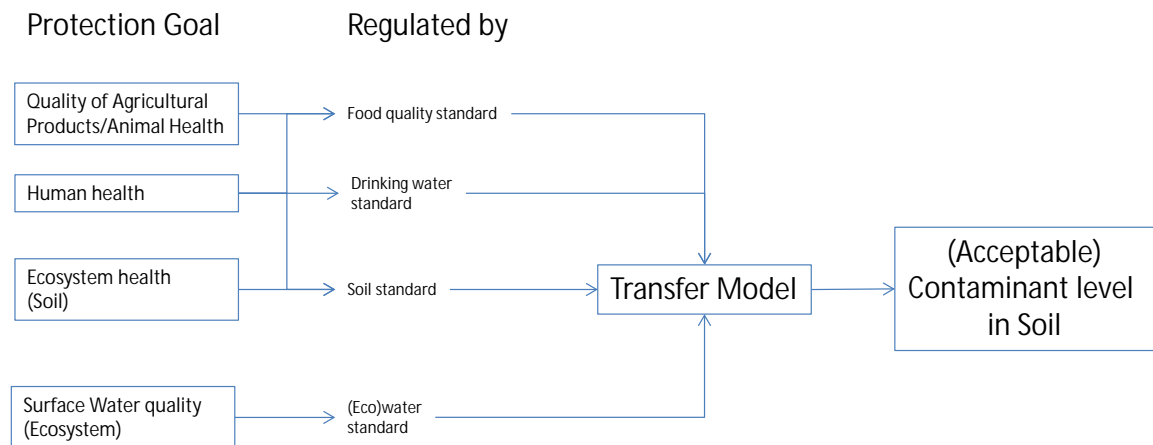 Protection Goal
Regulated by
Quality of Agricultural
Products/Animal Health
Food quality standard
Human health
Drinking water
standard
Ecosystem health
(Soil)
Soil standard
Transfer Model
(Acceptable)
Contaminant level
in Soil
Surface Water quality
(Ecosystem)
(Eco)water
standard